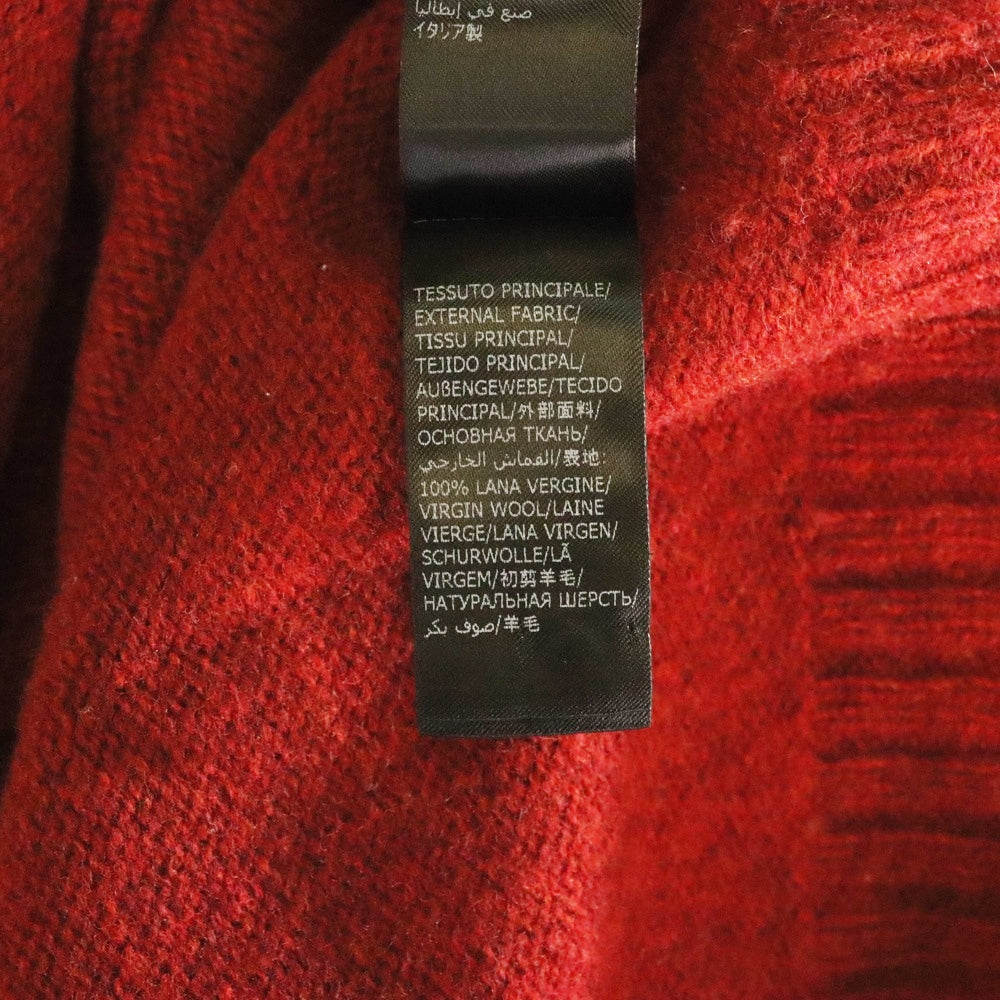 صنع في إيطاليا
イタリア製
TESSUTO PRINCIPALE/
EXTERNAL FABRIC/
TISSU PRINCIPAL/
TEJIDO PRINCIPAL/
AUßENGEWEBE/TECIDO
PRINCIPAL/外部面料/
ОСНОВНАЯ ТКАНЬ/
القماش الخارجي/表地:
100% LANA VERGINE/
VIRGIN WOOL/LAINE
VIERGE/LANA VIRGEN/
SCHURWOLLE/LÃ
VIRGEM/初剪羊毛/
НАТУРАЛЬНАЯ ШЕРСТЬ/
صوف بكر/羊毛